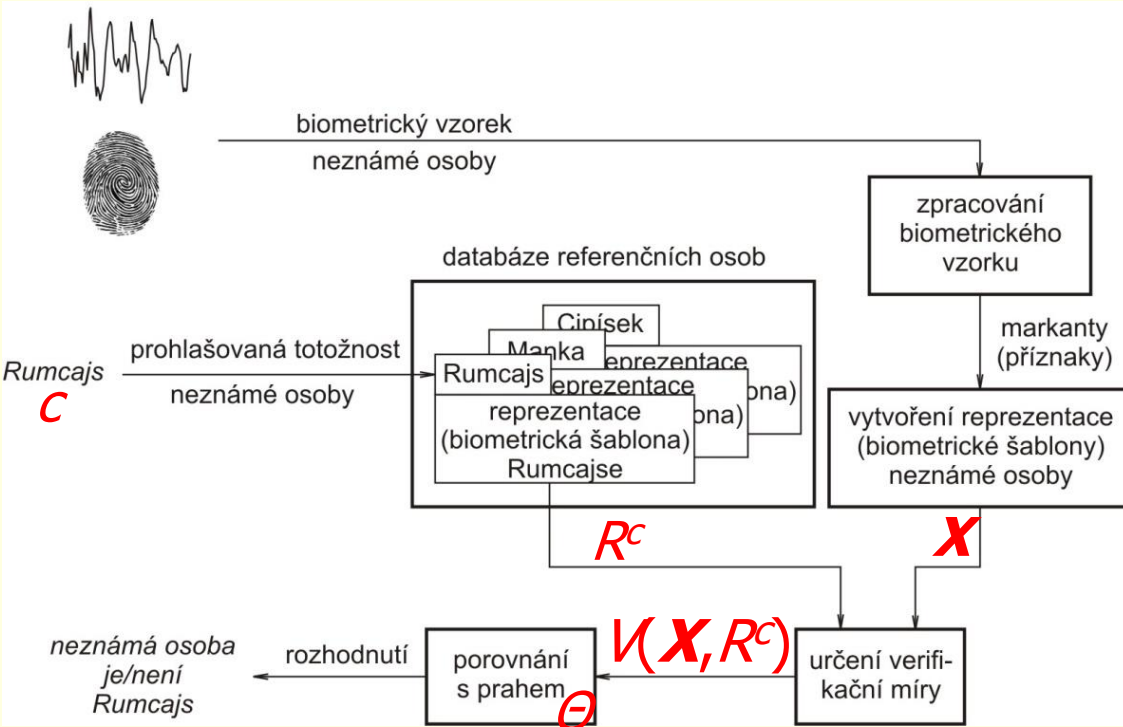 biometrický vzorek
neznámé osoby
zpracování
biometrického
vzorku
databáze referenčních osob
markanty
(příznaky)
Cipísek
Manka
reprezentace
ona)
Rumcajs
prohlašovaná totožnost
neznámé osoby
C
Rumcajs
reprezentace
ona)
reprezentace
(biometrická šablona)
Rumcajse
vytvoření reprezentace
(biometrické šablony)
neznámé osoby
R^C
X
neznámá osoba
je/není
Rumcajs
rozhodnutí
porovnání
s prahem
Θ
V(X, R^C)
určení verifi-
kační míry